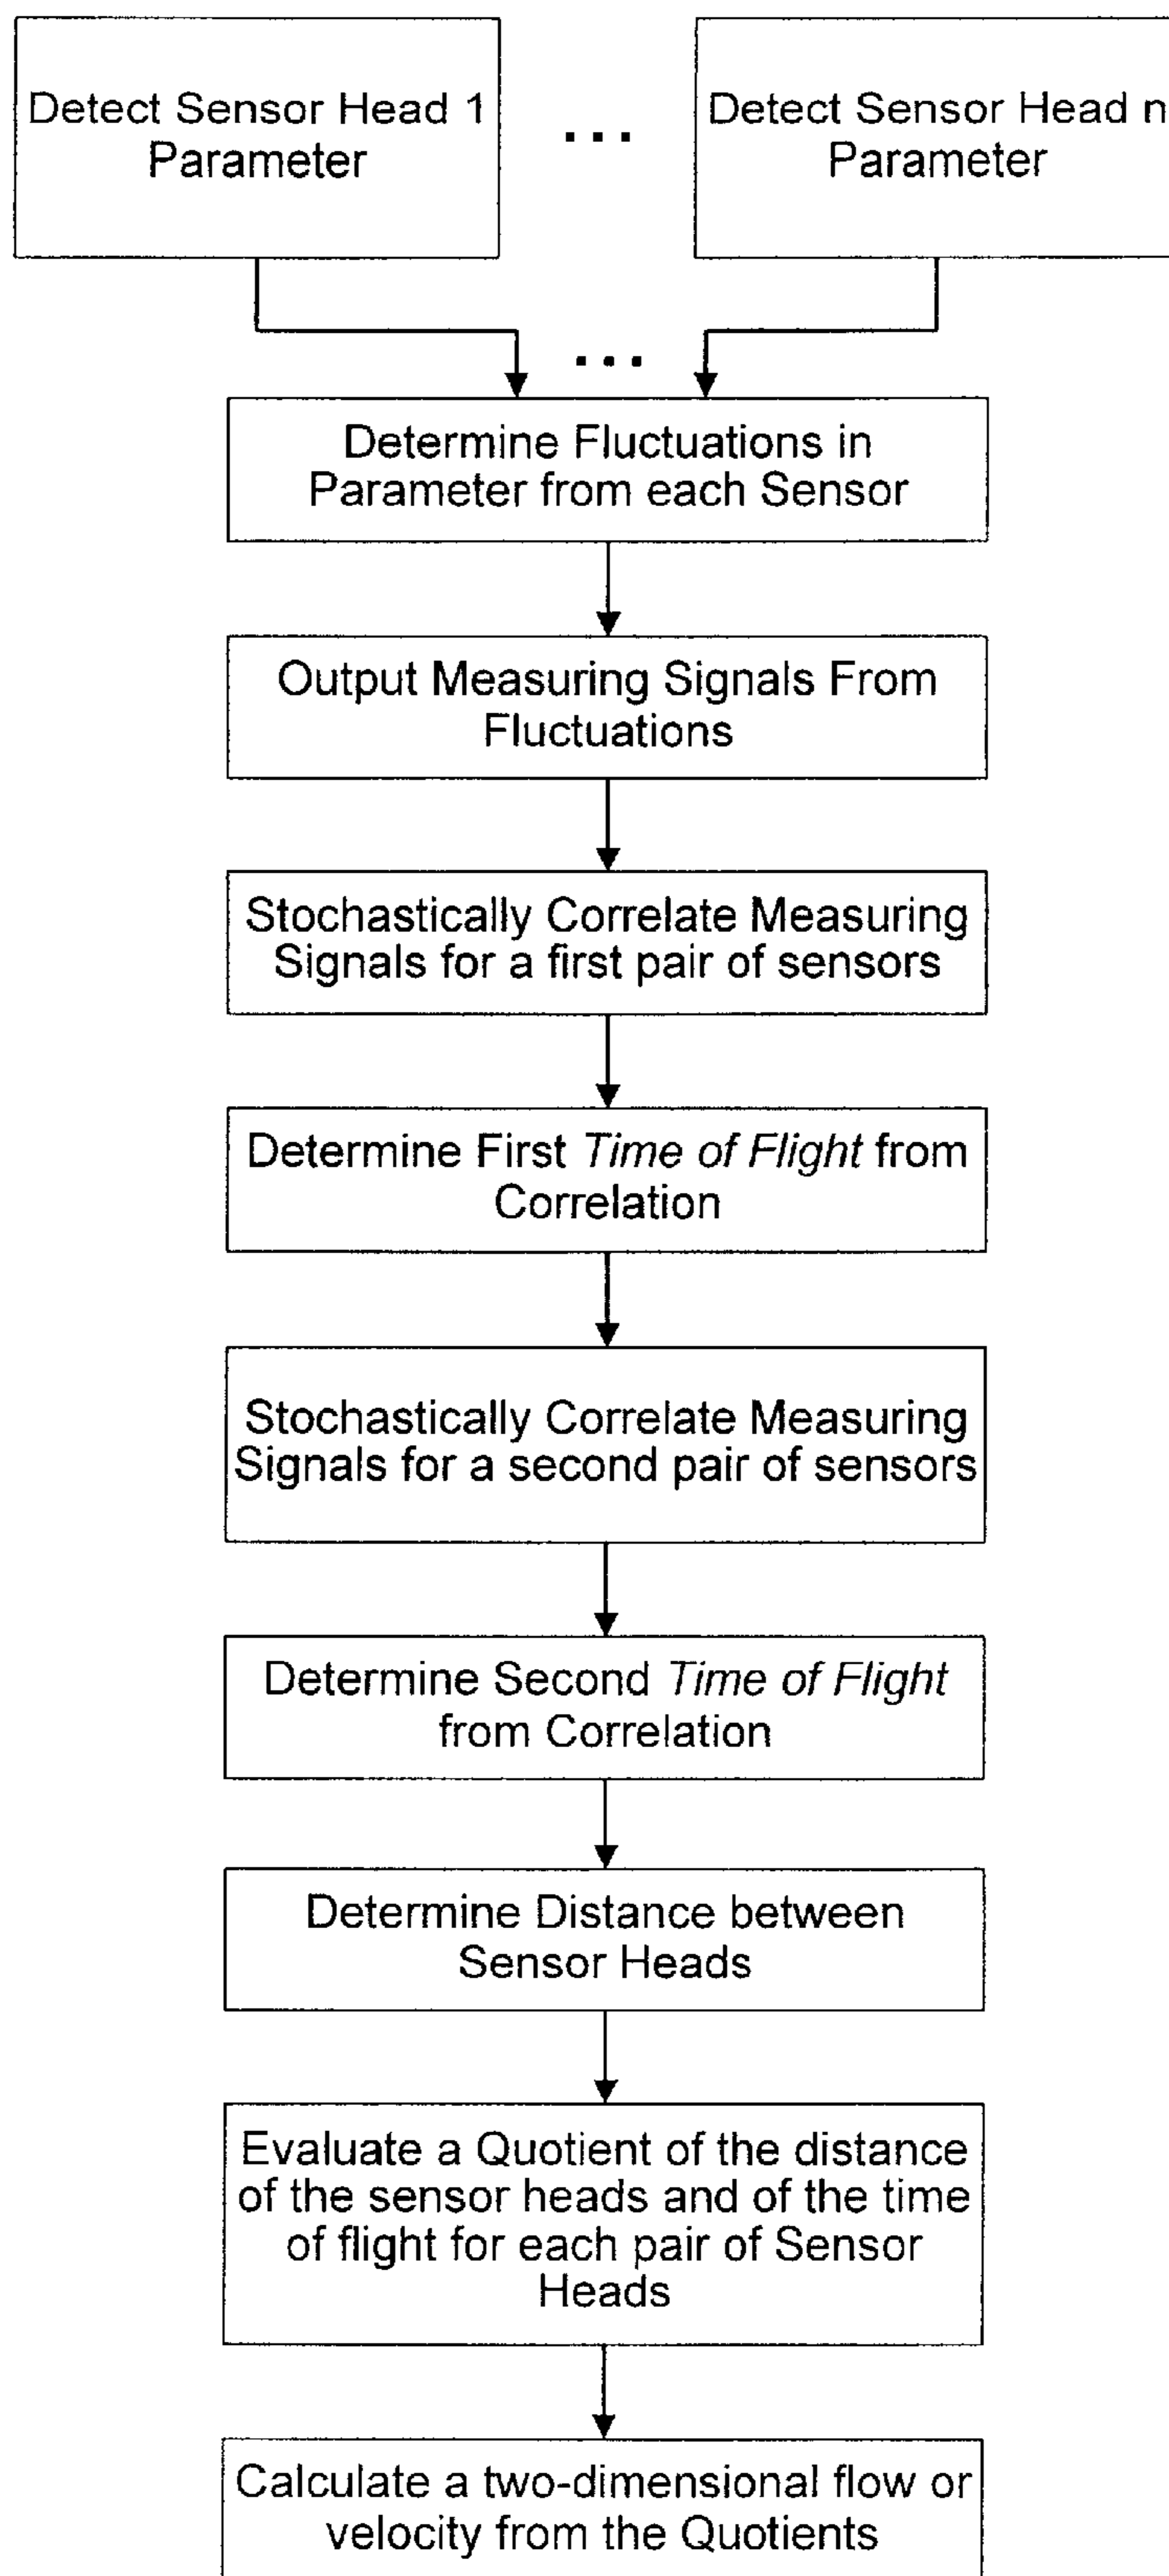 Detect Sensor Head 1
Parameter
...
Detect Sensor Head n
Parameter
...
Determine Fluctuations in
Parameter from each Sensor
Output Measuring Signals From
Fluctuations
Stochastically Correlate Measuring
Signals for a first pair of sensors
Determine First Time of Flight from
Correlation
Stochastically Correlate Measuring
Signals for a second pair of sensors
Determine Second Time of Flight
from Correlation
Determine Distance between
Sensor Heads
Evaluate a Quotient of the distance
of the sensor heads and of the time
of flight for each pair of Sensor
Heads
Calculate a two-dimensional flow or
velocity from the Quotients